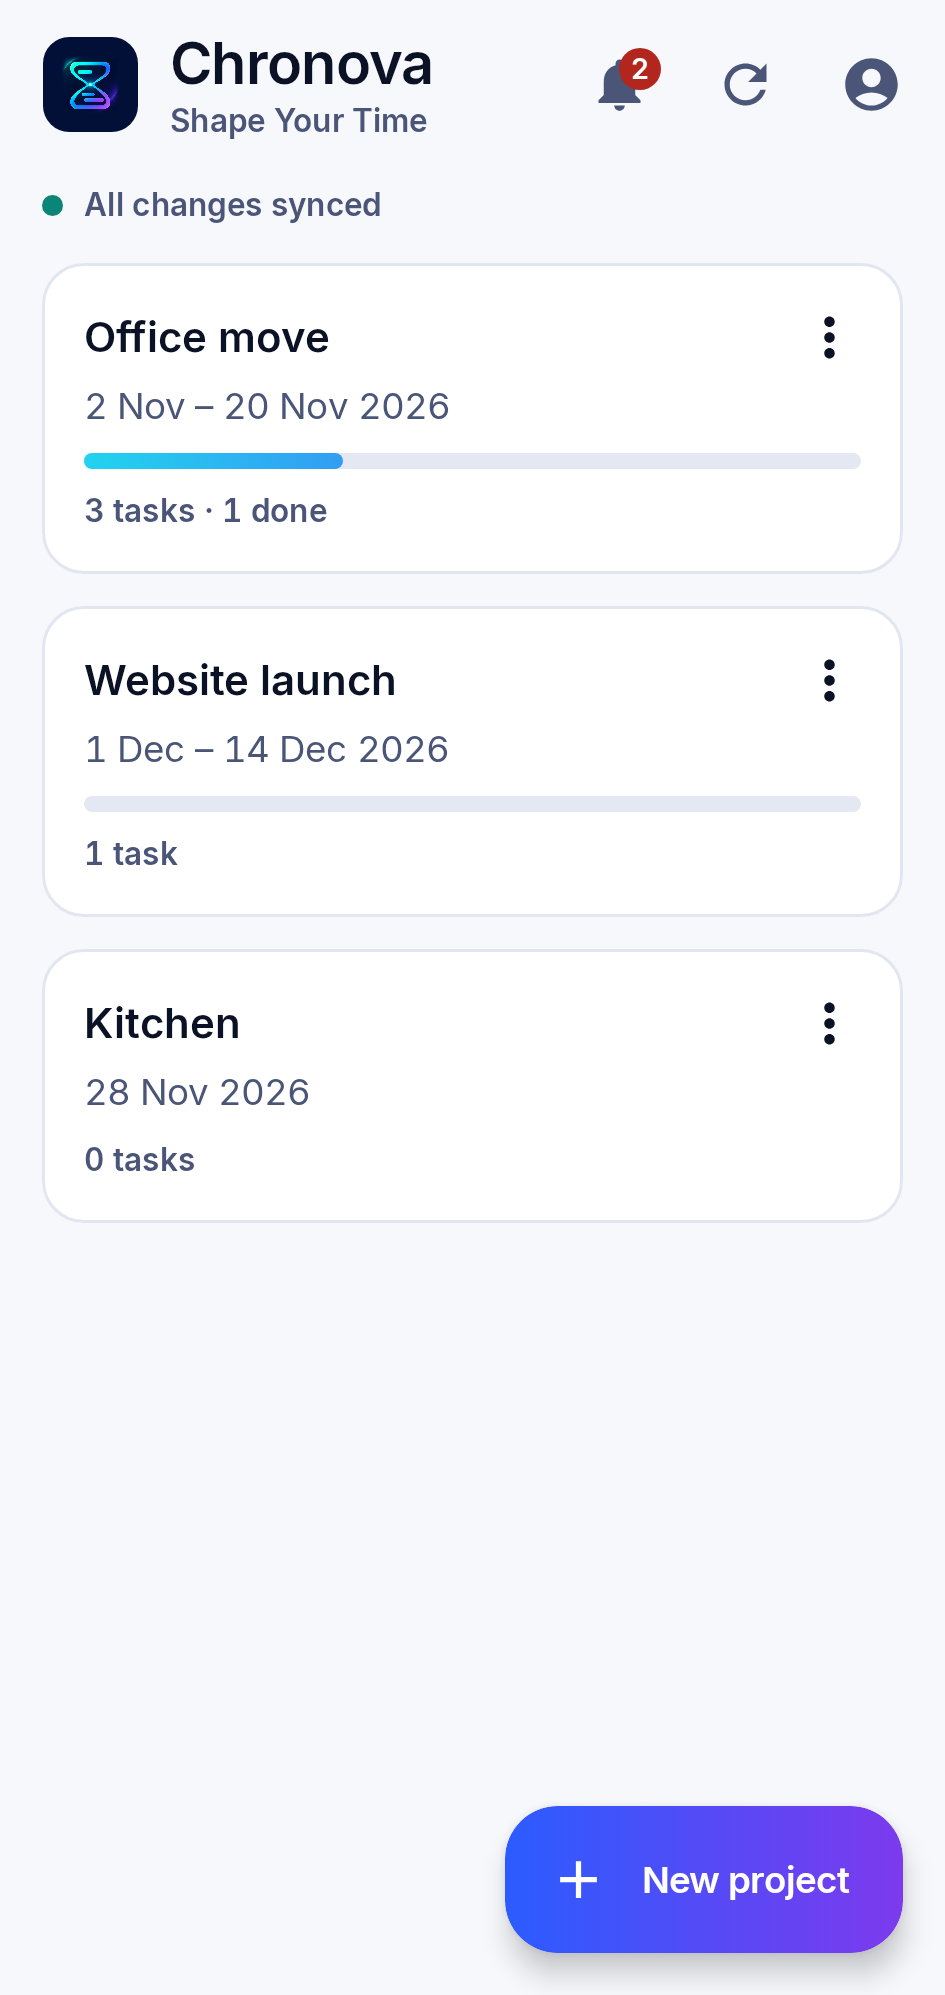 Chronova
Shape Your Time
2
All changes synced
Office move
2 Nov – 20 Nov 2026
3 tasks · 1 done
Website launch
1 Dec – 14 Dec 2026
1 task
Kitchen
28 Nov 2026
0 tasks
New project